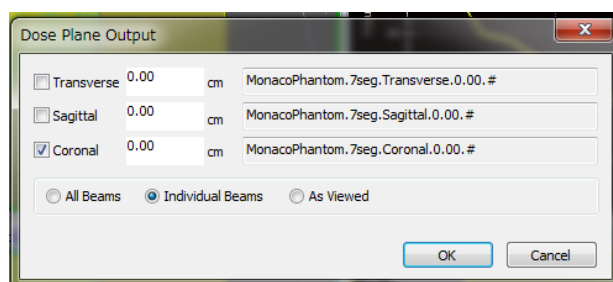 Dose Plane Output
Transverse 0.00 cm MonacoPhantom.7seg.Transverse.0.00.#
Sagittal 0.00 cm MonacoPhantom.7seg.Sagittal.0.00.#
Coronal 0.00 cm MonacoPhantom.7seg.Coronal.0.00.#
All Beams Individual Beams As Viewed
OK Cancel